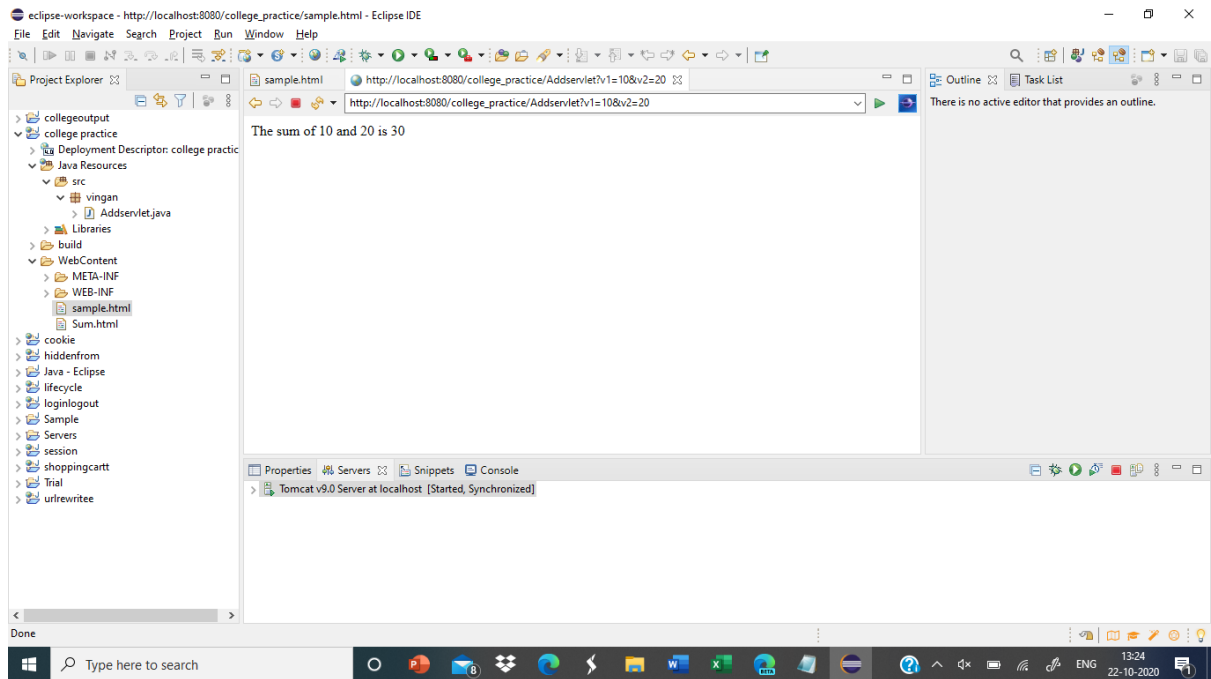 eclipse-workspace - http://localhost:8080/college_practice/sample.html - Eclipse IDE
File Edit Navigate Search Project Run Window Help
Project Explorer
sample.html
http://localhost:8080/college_practice/Addservlet?v1=10&v2=20
Outline
Task List
http://localhost:8080/college_practice/Addservlet?v1=10&v2=20
There is no active editor that provides an outline.
The sum of 10 and 20 is 30
collegeoutput
college practice
Deployment Descriptor: college practic
Java Resources
src
vingan
Addservlet.java
Libraries
build
WebContent
META-INF
WEB-INF
sample.html
Sum.html
cookie
hiddenfrom
Java - Eclipse
lifecycle
loginlogout
Sample
Servers
session
shoppingcartt
Trial
urlrewritee
Properties Servers Snippets Console
Tomcat v9.0 Server at localhost [Started, Synchronized]
Done
Type here to search
8
ENG
13:24
22-10-2020
1